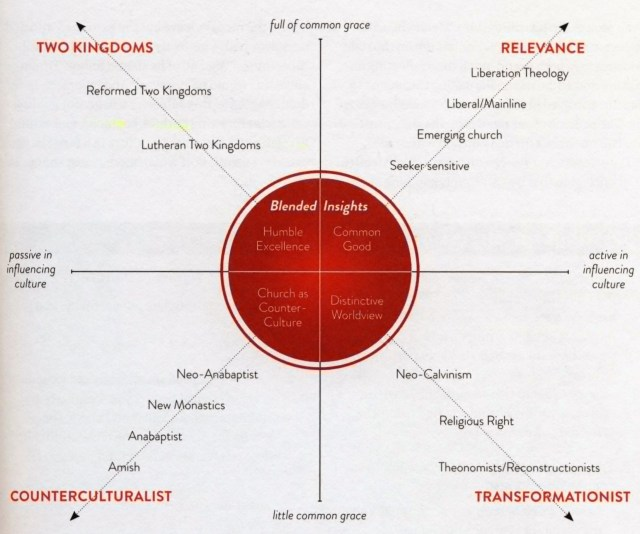 full of common grace
TWO KINGDOMS
RELEVANCE
Liberation Theology
Reformed Two Kingdoms
Liberal/Mainline
Emerging church
Lutheran Two Kingdoms
Seeker sensitive
Blended Insights
Humble
Excellence
Common
Good
passive in
influencing
culture
active in
influencing
culture
Church as
Counter-
Culture
Distinctive
Worldview
Neo-Anabaptist
Neo-Calvinism
New Monastics
Religious Right
Anabaptist
Amish
Theonomists/Reconstructionists
COUNTERCULTURALIST
TRANSFORMATIONIST
little common grace